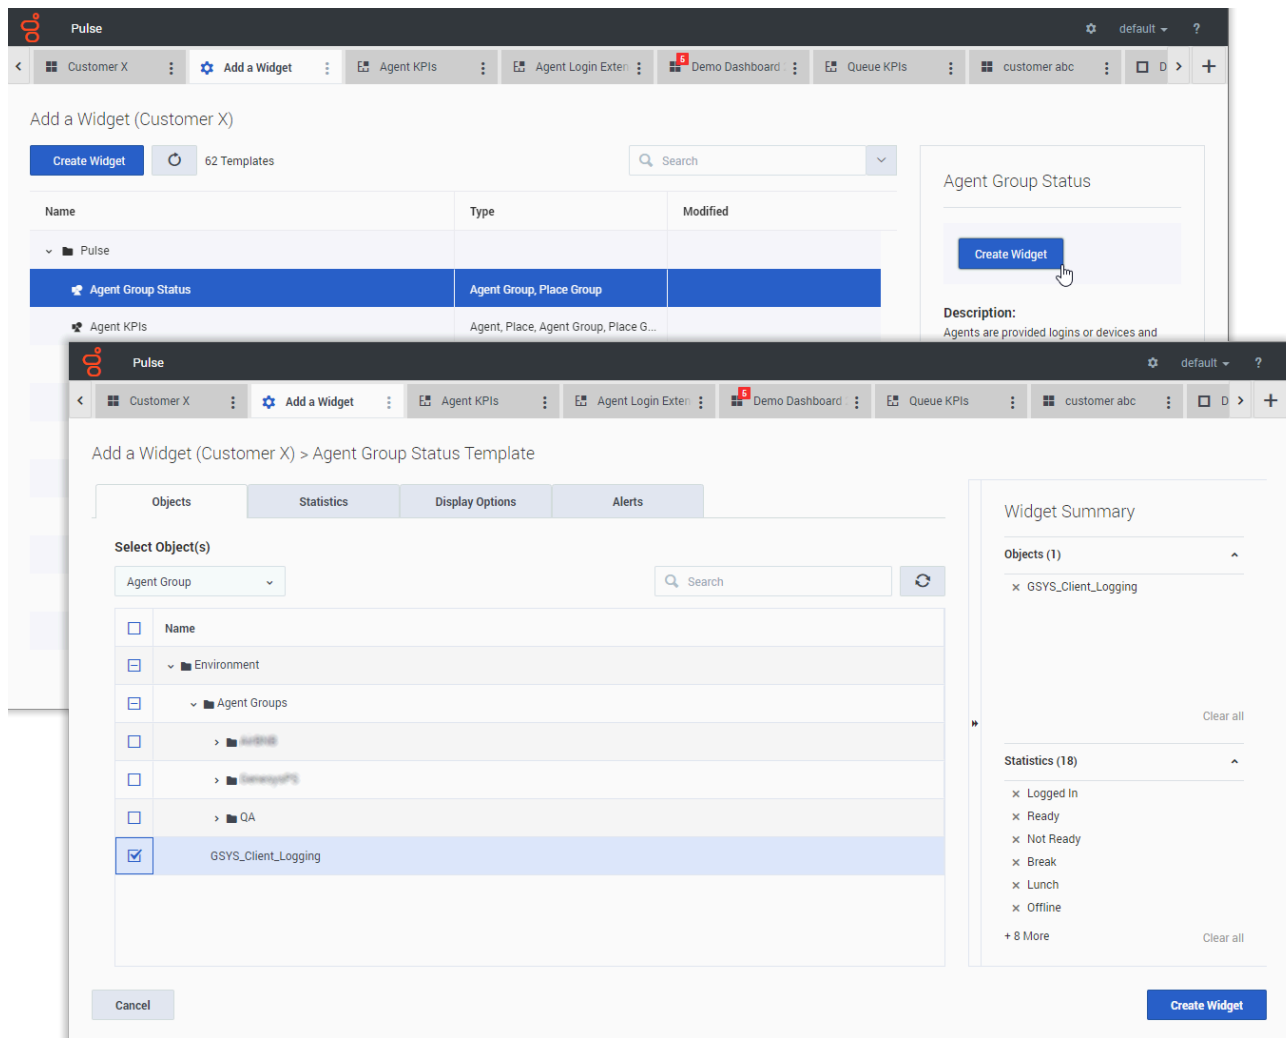 Pulse
default
?
Customer X
Add a Widget
Agent KPIs
Agent Login Exten
6
Demo Dashboard
Queue KPIs
customer abc
D
+
Add a Widget (Customer X)
Create Widget
62 Templates
Search
Name
Type
Modified
Pulse
Agent Group Status
Agent Group, Place Group
Agent KPIs
Agent, Place, Agent Group, Place G...
Agent Group Status
Create Widget
Description:
Agents are provided logins or devices and
Pulse
default
?
Customer X
Add a Widget
Agent KPIs
Agent Login Exten
6
Demo Dashboard
Queue KPIs
customer abc
D
+
Add a Widget (Customer X) > Agent Group Status Template
Objects
Statistics
Display Options
Alerts
Select Object(s)
Agent Group
Search
Name
Environment
Agent Groups
QA
GSYS_Client_Logging
Widget Summary
Objects (1)
× GSYS_Client_Logging
Clear all
Statistics (18)
× Logged In
× Ready
× Not Ready
× Break
× Lunch
× Offline
+ 8 More
Clear all
Cancel
Create Widget